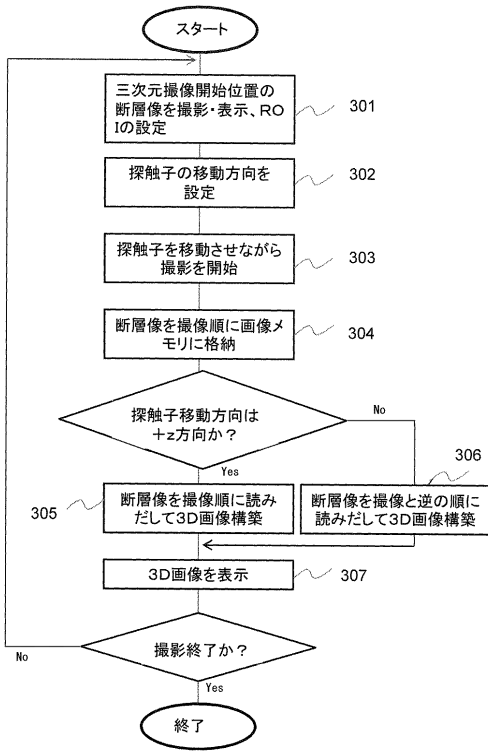 スタート
三次元撮像開始位置の
断層像を撮影・表示、RO
Iの設定
301
探触子の移動方向を
設定
302
探触子を移動させながら
撮影を開始
303
断層像を撮像順に画像メ
モリに格納
304
探触子移動方向は
+z方向か？
No
Yes
306
305
断層像を撮像順に読み
だして3D画像構築
断層像を撮像と逆の順に
読みだして3D画像構築
3D画像を表示
307
撮影終了か？
No
Yes
終了